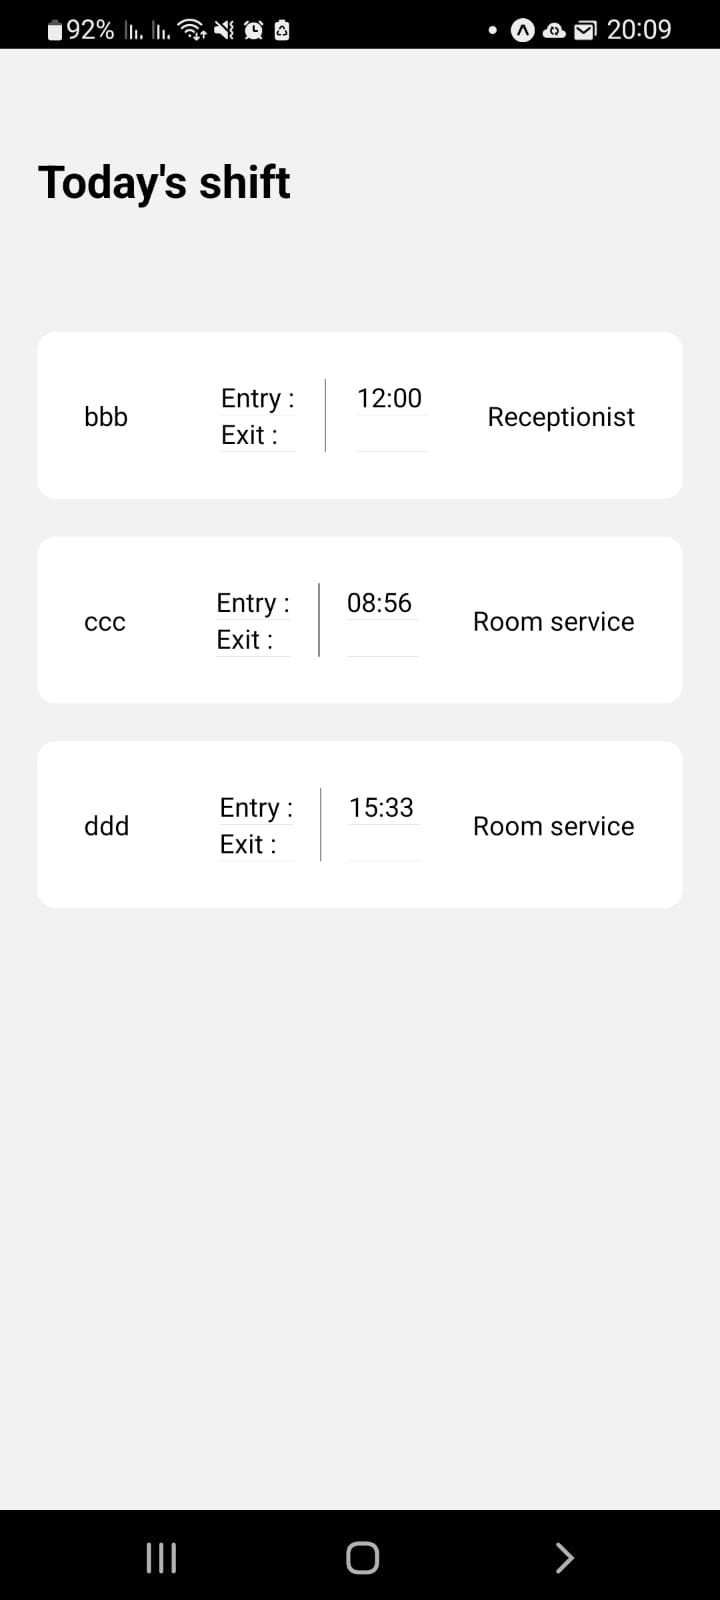 92% 20:09
Today's shift
bbb Entry : 12:00 Receptionist
Exit :
ccc Entry : 08:56 Room service
Exit :
ddd Entry : 15:33 Room service
Exit :